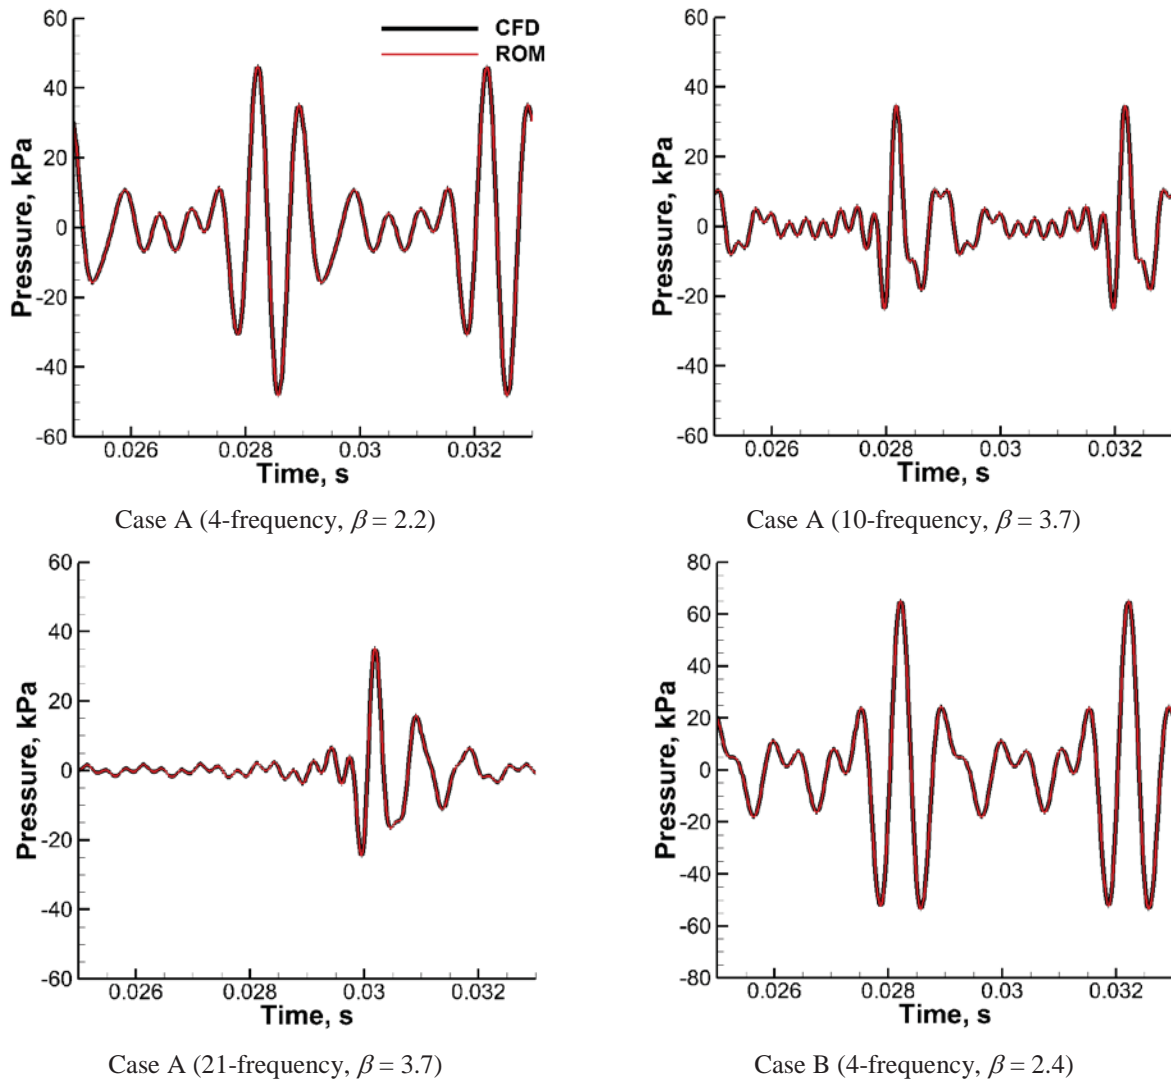 60
40
20
0
-20
-40
-60
Pressure, kPa
CFD
ROM
0.026 0.028 0.03 0.032
Time, s
Case A (4-frequency, β = 2.2)
60
40
20
0
-20
-40
-60
Pressure, kPa
0.026 0.028 0.03 0.032
Time, s
Case A (10-frequency, β = 3.7)
60
40
20
0
-20
-40
-60
Pressure, kPa
0.026 0.028 0.03 0.032
Time, s
Case A (21-frequency, β = 3.7)
80
60
40
20
0
-20
-40
-60
-80
Pressure, kPa
0.026 0.028 0.03 0.032
Time, s
Case B (4-frequency, β = 2.4)